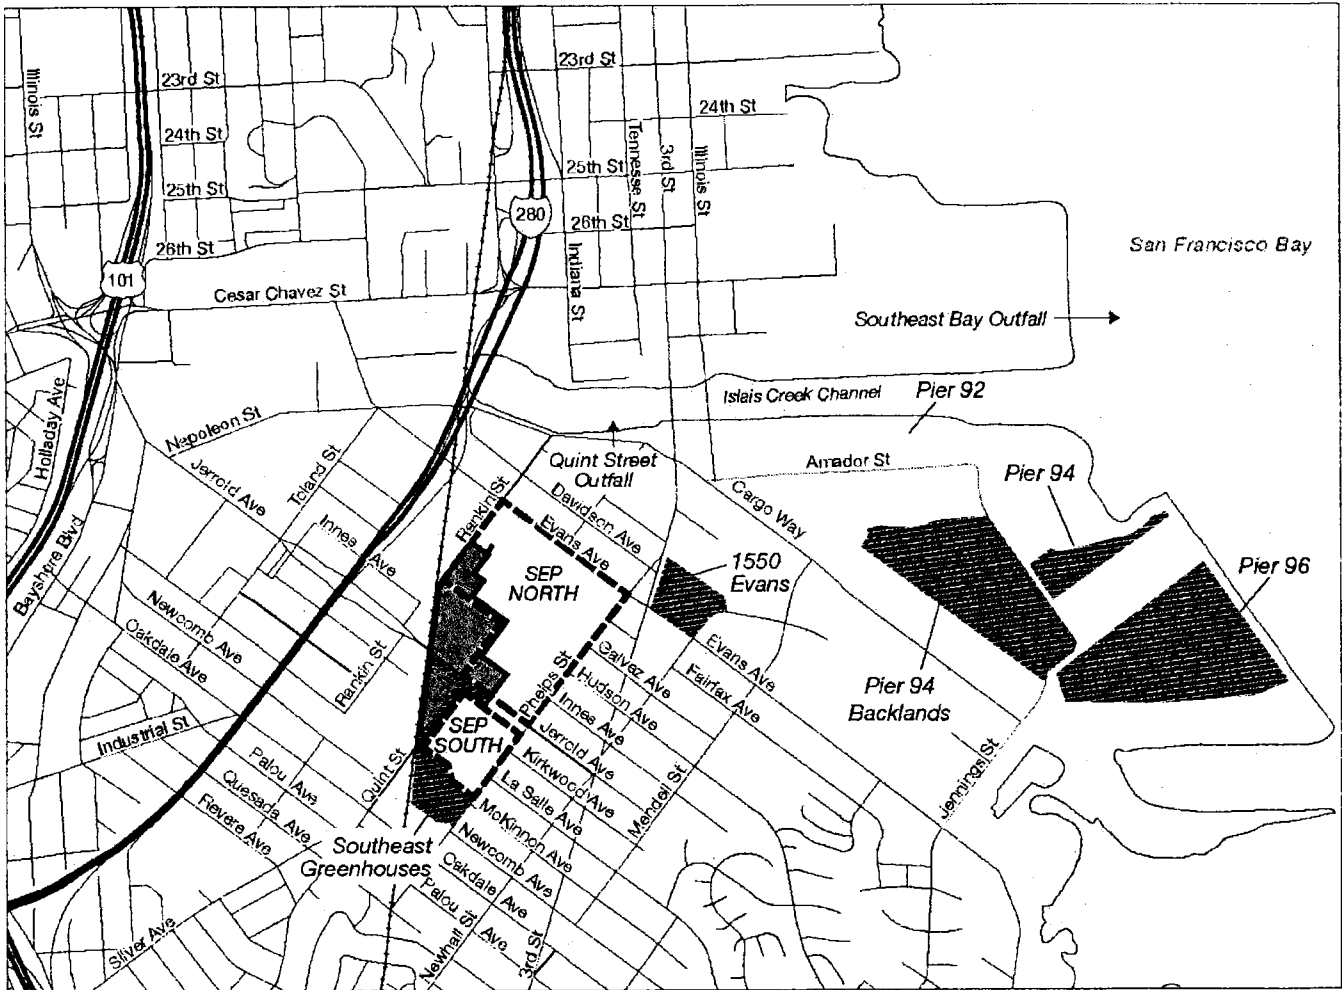 Illinois St
23rd St
23rd St
24th St
24th St
Tennesse St
3rd St
Illinois St
25th St
25th St
280
26th St
26th St
San Francisco Bay
101
Indiana St
Cesar Chavez St
Southeast Bay Outfall
Islais Creek Channel
Pier 92
Holladay Ave
Napoleon St
Jerrold Ave
Toland St
Quint Street
Outfall
Amador St
Pier 94
Rankin St
Davidson Ave
Cargo Way
Innes Ave
Evans Ave
Bayshore Blvd
SEP
NORTH
1550
Evans
Pier 96
Newcomb Ave
Oakdale Ave
Rankin St
Phelps St
Galvez Ave
Evans Ave
Hudson Ave
Fairfax Ave
Pier 94
Backlands
Innes Ave
SEP
SOUTH
Industrial St
Jerrold Ave
Kirkwood Ave
Quint St
Palou Ave
Quesada Ave
Revere Ave
La Salle Ave
Mendell St
Jennings St
McKinnon Ave
Southeast
Greenhouses
Newcomb Ave
Oakdale Ave
Palou Ave
Silver Ave
Newhall St
3rd St